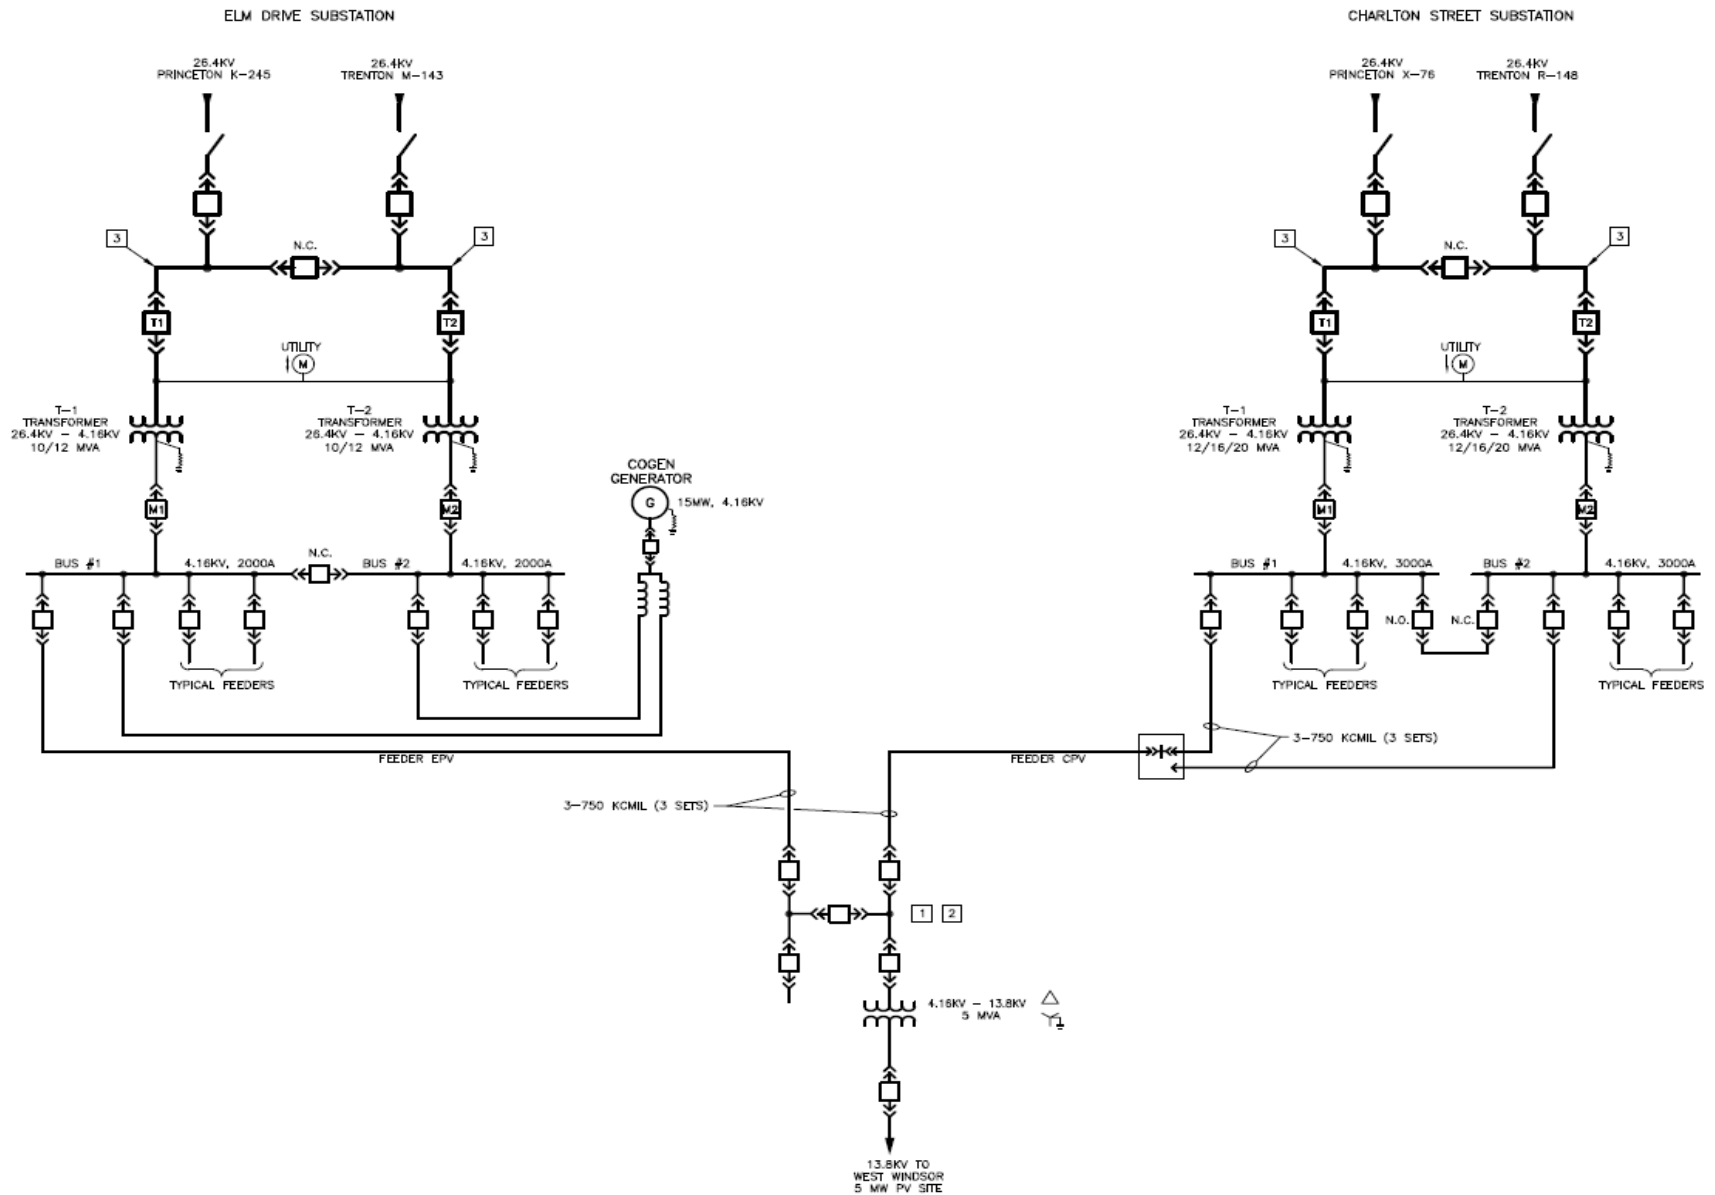 ELM DRIVE SUBSTATION
CHARLTON STREET SUBSTATION
26.4KV
PRINCETON K-245
26.4KV
TRENTON M-143
26.4KV
PRINCETON X-76
26.4KV
TRENTON R-148
3
N.C.
3
3
N.C.
3
T1
T2
T1
T2
UTILITY
M
UTILITY
M
T-1
TRANSFORMER
26.4KV - 4.16KV
10/12 MVA
T-2
TRANSFORMER
26.4KV - 4.16KV
10/12 MVA
T-1
TRANSFORMER
26.4KV - 4.16KV
12/16/20 MVA
T-2
TRANSFORMER
26.4KV - 4.16KV
12/16/20 MVA
COGEN
GENERATOR
G
15MW, 4.16KV
M1
M2
M1
M2
BUS #1
4.16KV, 2000A
N.C.
BUS #2
4.16KV, 2000A
BUS #1
4.16KV, 3000A
BUS #2
4.16KV, 3000A
N.O.
N.C.
TYPICAL FEEDERS
TYPICAL FEEDERS
TYPICAL FEEDERS
TYPICAL FEEDERS
3-750 KCMIL (3 SETS)
FEEDER EPV
FEEDER CPV
3-750 KCMIL (3 SETS)
1
2
4.16KV - 13.8KV
5 MVA
13.8KV TO
WEST WINDSOR
5 MW PV SITE